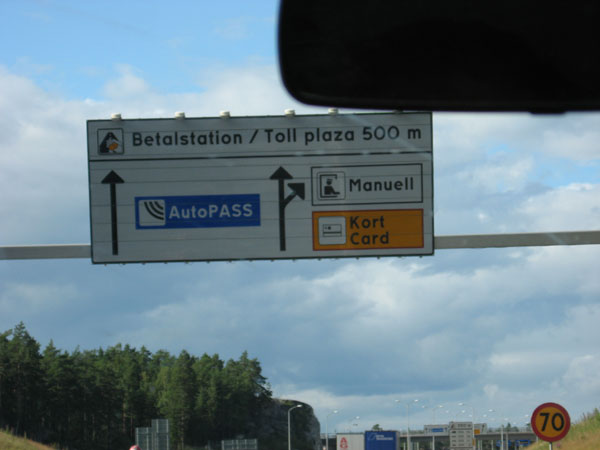 Betalstation / Toll plaza 500 m
AutoPASS
Manuell
Kort
Card
70